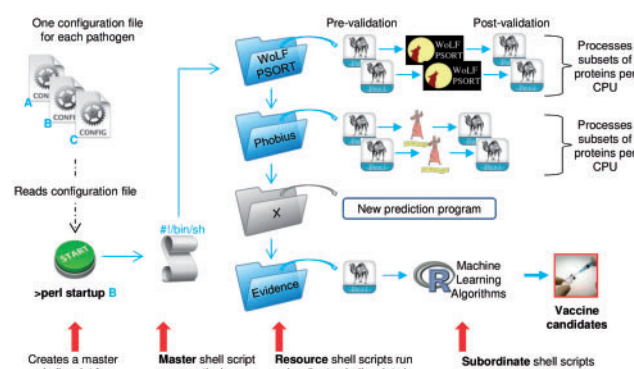 One configuration file
for each pathogen
CONFIG
A
B
C
Reads configuration file
START
>perl startup B
#!/bin/sh
Pre-validation
Post-validation
WoLF
PSORT
WoLF
PSORT
WoLF
PSORT
Processes
subsets of
proteins per
CPU
Phobius
Processes
subsets of
proteins per
CPU
X
New prediction program
Evidence
R
Machine
Learning
Algorithms
Vaccine
candidates
Creates a master
Master shell script
Resource shell scripts run
Subordinate shell scripts